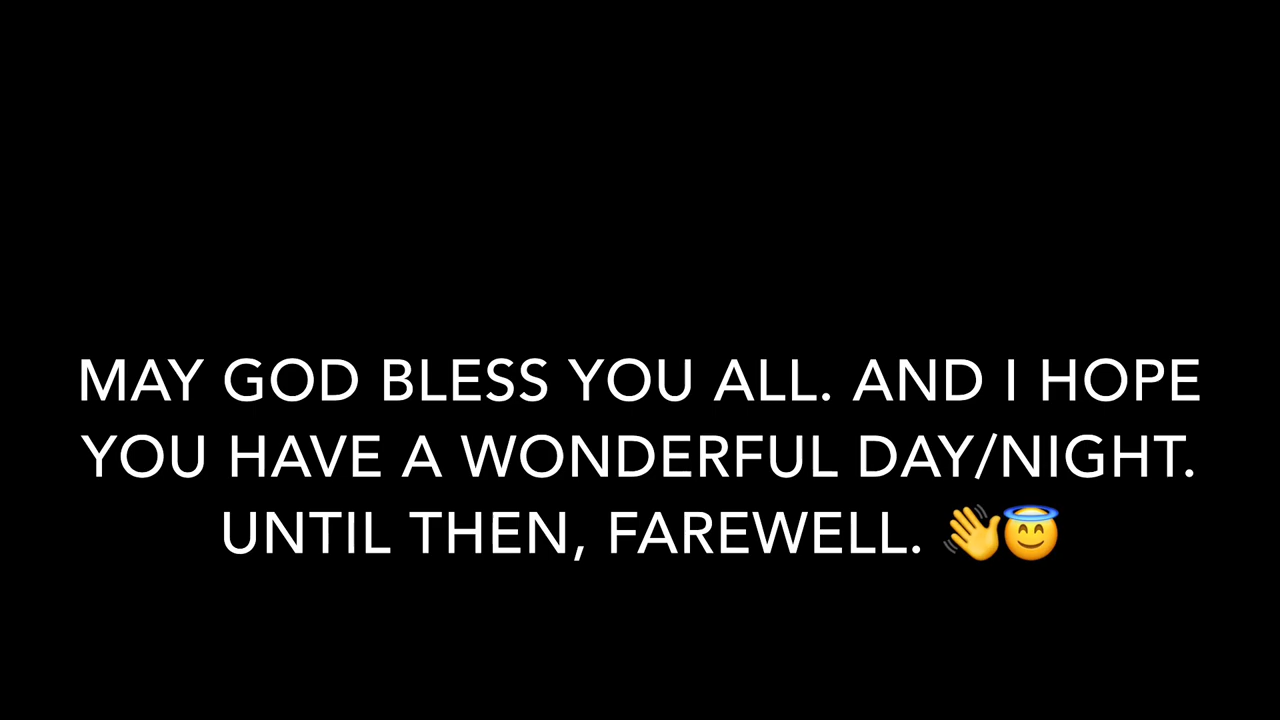 MAY GOD BLESS YOU ALL. AND I HOPE
YOU HAVE A WONDERFUL DAY/NIGHT.
UNTIL THEN, FAREWELL. 👋😇